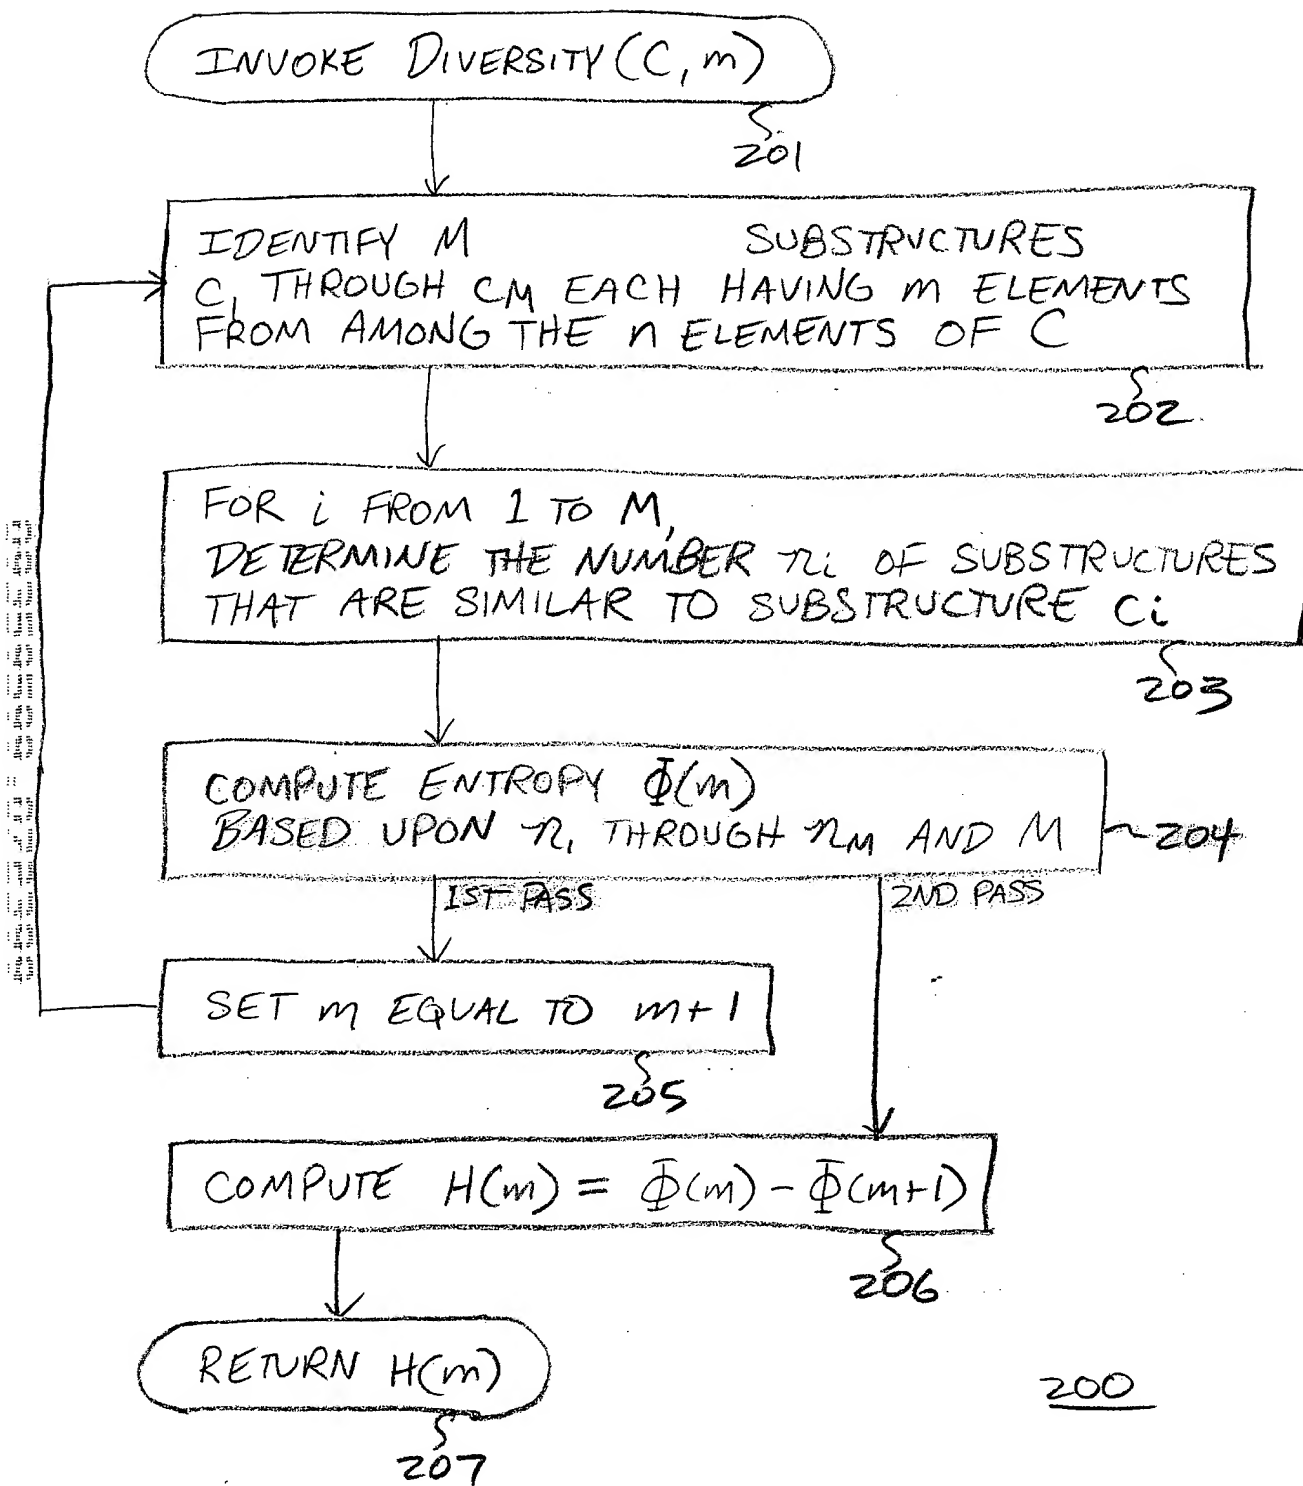 INVOKE DIVERSITY (C, m)
201
IDENTIFY M SUBSTRUCTURES
C1 THROUGH CM EACH HAVING m ELEMENTS
FROM AMONG THE n ELEMENTS OF C
202
FOR i FROM 1 TO M,
DETERMINE THE NUMBER ni OF SUBSTRUCTURES
THAT ARE SIMILAR TO SUBSTRUCTURE Ci
203
COMPUTE ENTROPY Φ(m)
BASED UPON n1 THROUGH nM AND M
204
1ST PASS
2ND PASS
SET m EQUAL TO m+1
205
COMPUTE H(m) = Φ(m) - Φ(m+1)
206
RETURN H(m)
207
200